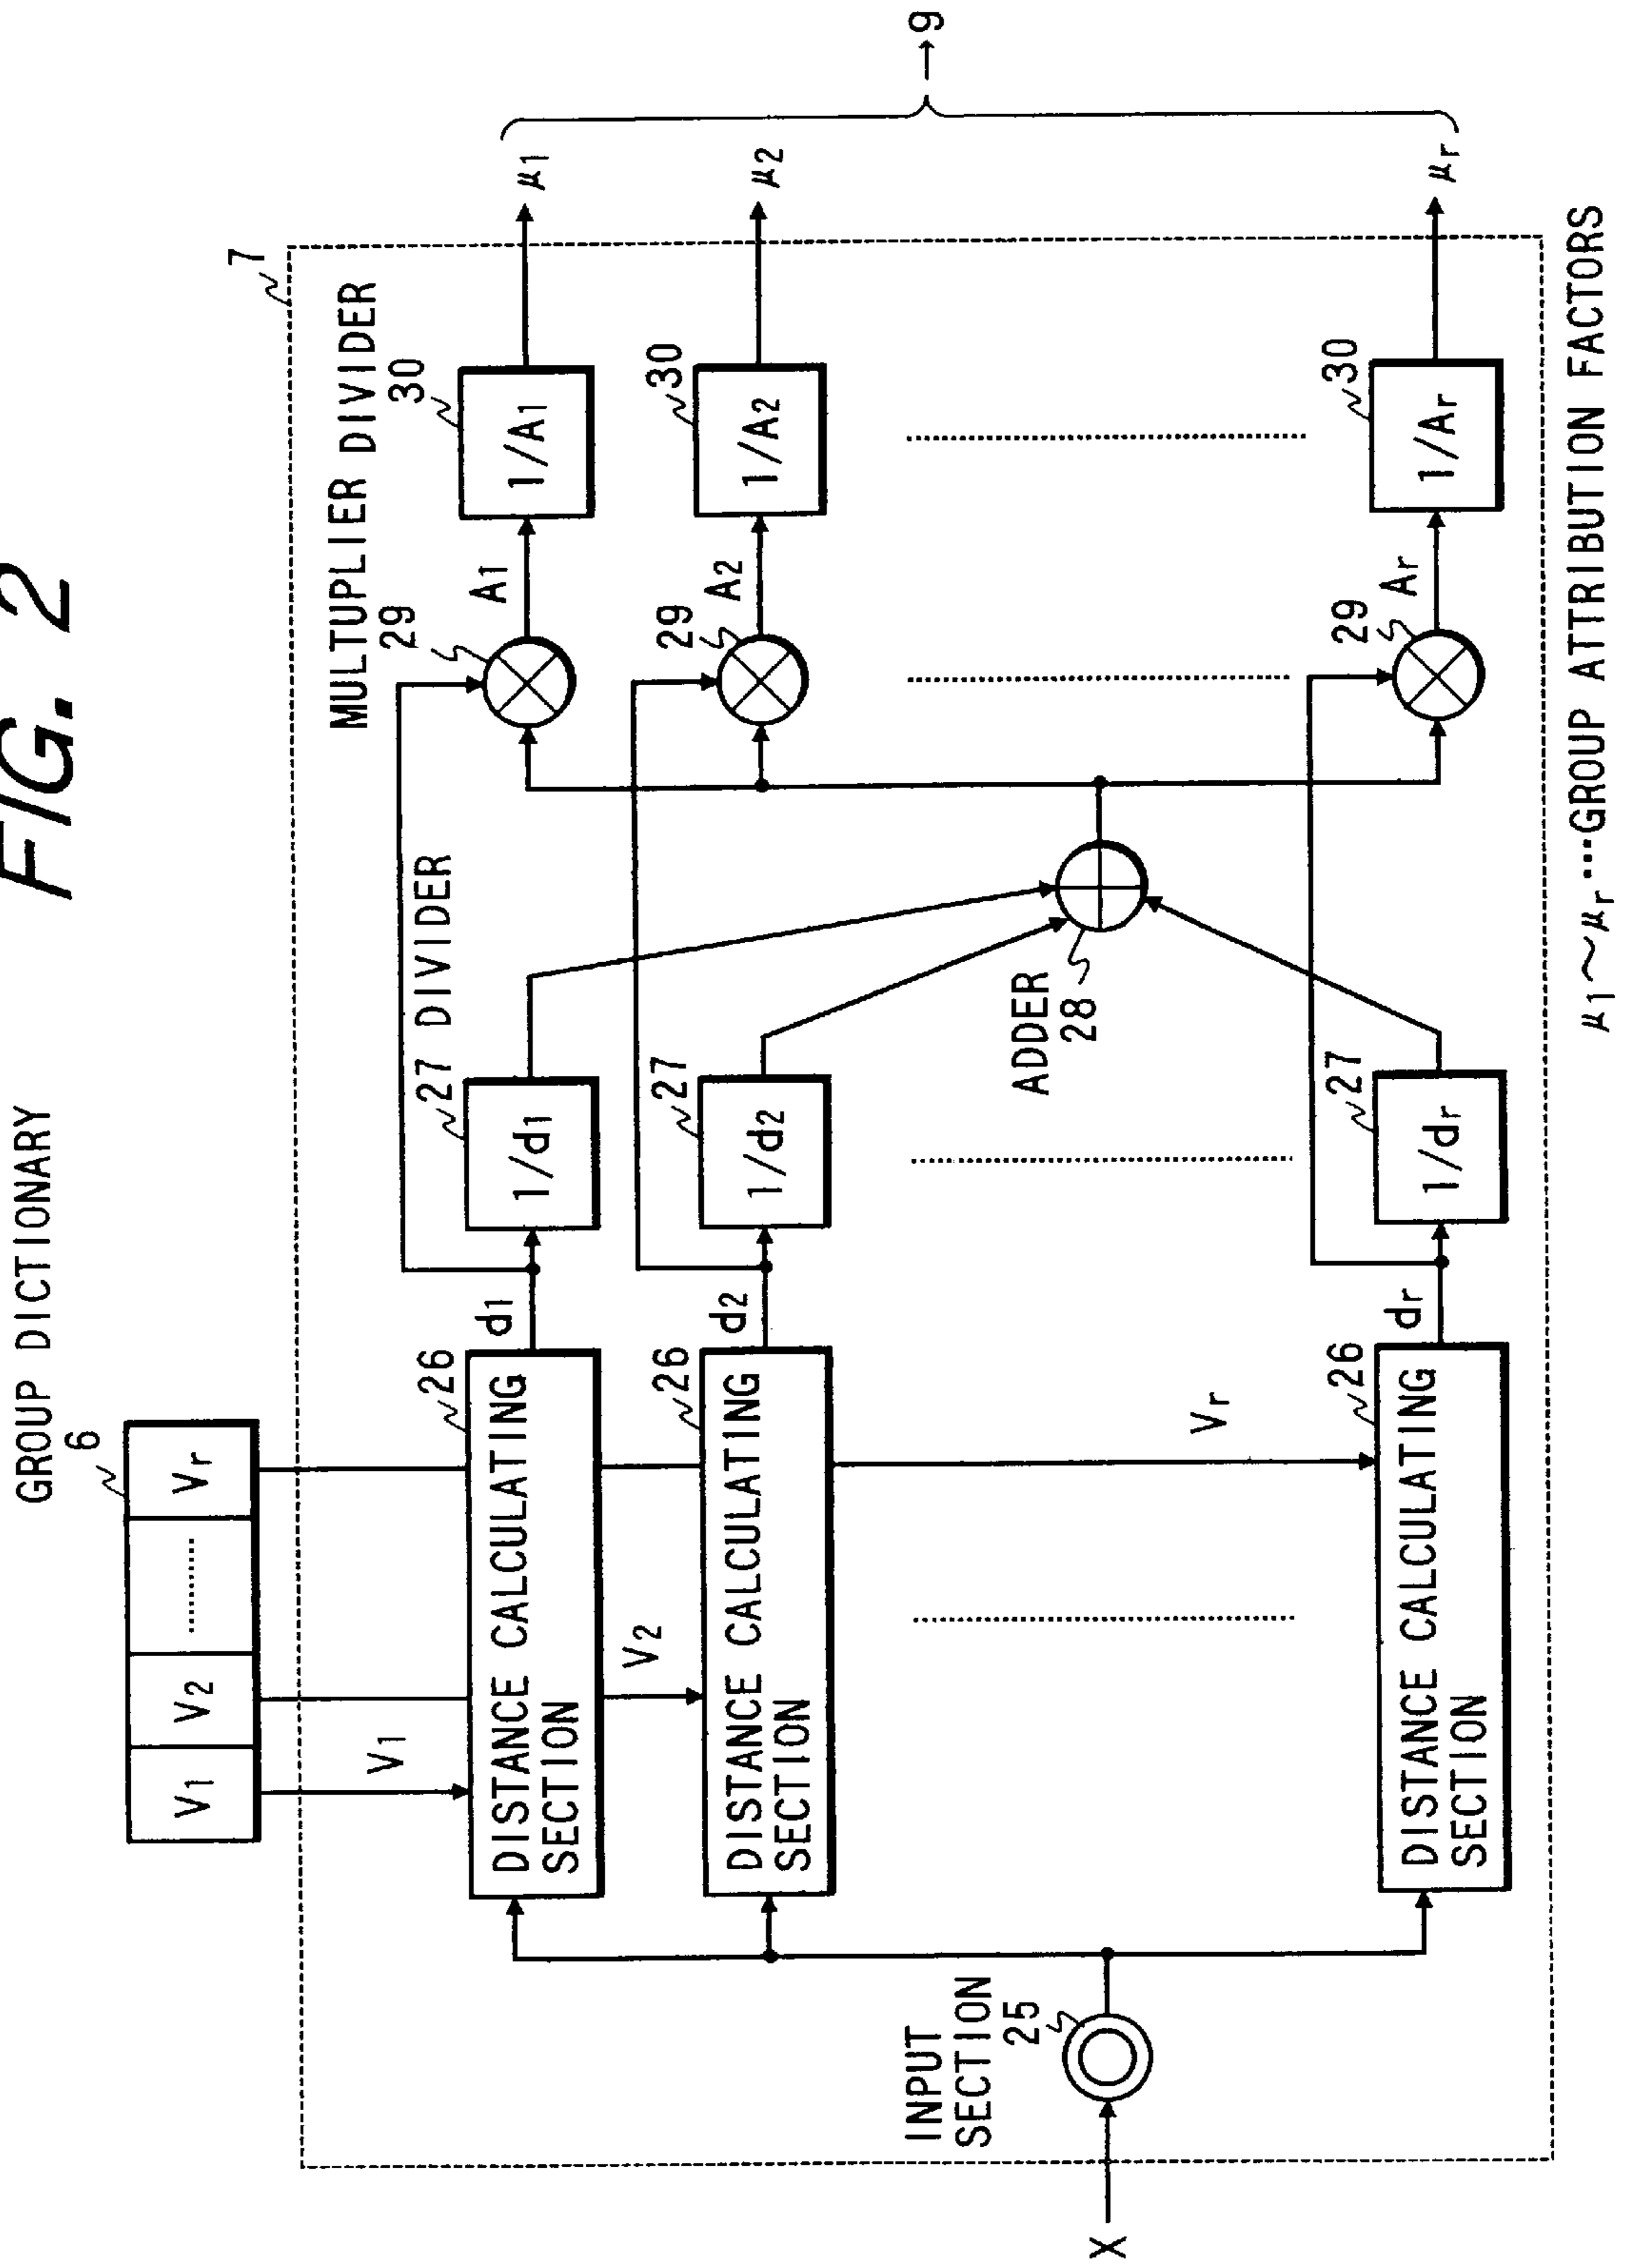 FIG. 2
GROUP DICTIONARY
6
V1 V2 ......... Vr
7
V1
V2
Vr
X
INPUT
SECTION
25
DISTANCE CALCULATING
SECTION
26
d1
27 DIVIDER
1/d1
MULTUPLIER DIVIDER
29
A1
30
1/A1
μ1
DISTANCE CALCULATING
SECTION
26
d2
27
1/d2
29
A2
30
1/A2
μ2
ADDER
28
DISTANCE CALCULATING
SECTION
26
dr
27
1/dr
29
Ar
30
1/Ar
μr
9
μ1~μr···GROUP ATTRIBUTION FACTORS